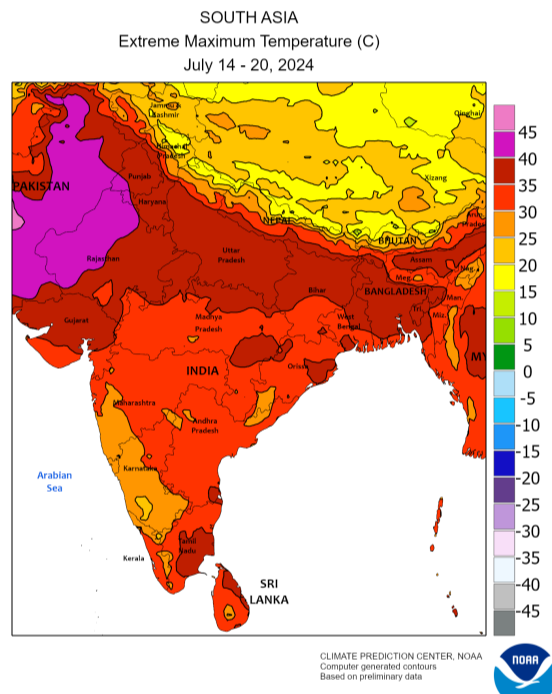 SOUTH ASIA
Extreme Maximum Temperature (C)
July 14 - 20, 2024
Jammu &
Kashmir
Qinghai
Himachal
Pradesh
Xizang
Punjab
PAKISTAN
Haryana
NEPAL
BHUTAN
Assam
Rajasthan
Uttar
Pradesh
Meg.
Nag.
Bihar
BANGLADESH
Man.
Gujarat
Madhya
Pradesh
West
Bengal
Tri.
Miz.
INDIA
Orissa
MY
Maharashtra
Andhra
Pradesh
Karnataka
Arabian
Sea
Tamil
Nadu
Kerala
SRI
LANKA
45
40
35
30
25
20
15
10
5
0
-5
-10
-15
-20
-25
-30
-35
-40
-45
CLIMATE PREDICTION CENTER, NOAA
Computer generated contours
Based on preliminary data
NOAA